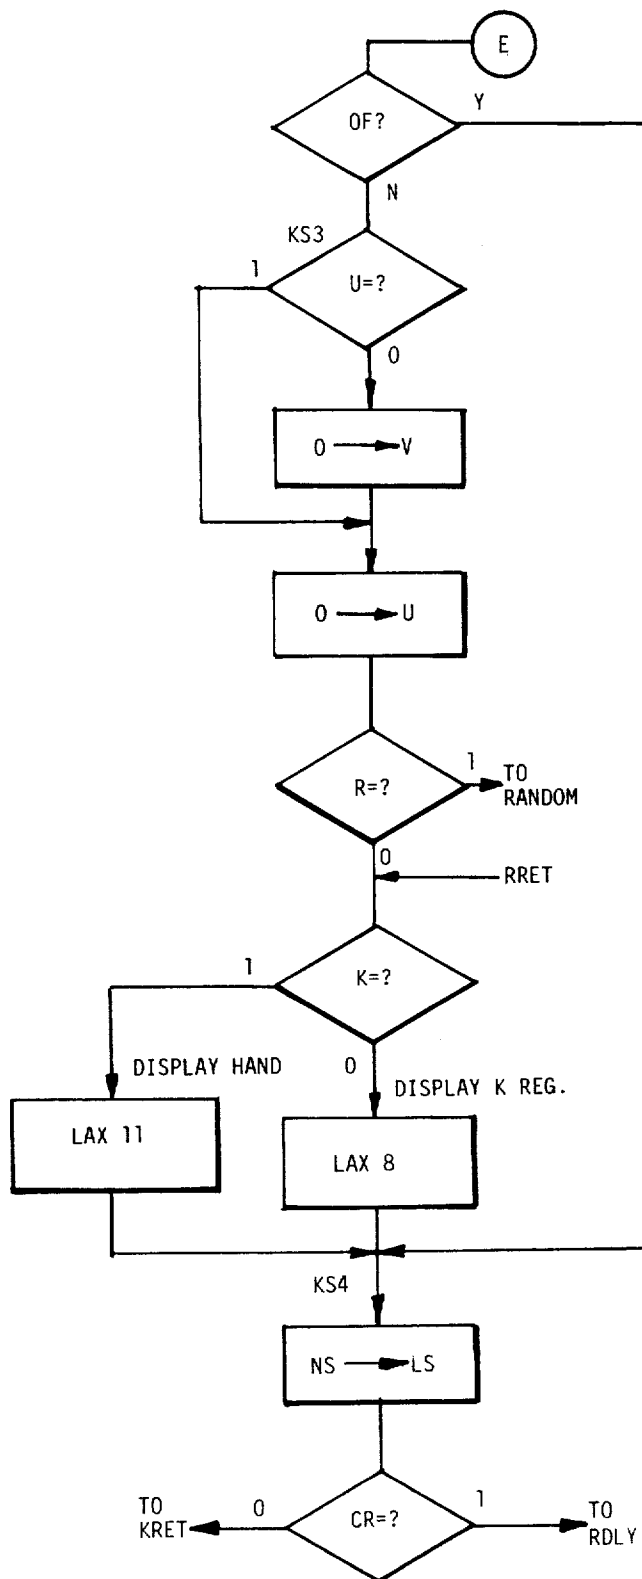 E
OF?
Y
N
KS3
1
U=?
0
0 V
0 U
R=?
1
TO
RANDOM
0
RRET
1
K=?
DISPLAY HAND
0
DISPLAY K REG.
LAX 11
LAX 8
KS4
NS LS
TO
KRET
0
CR=?
1
TO
RDLY